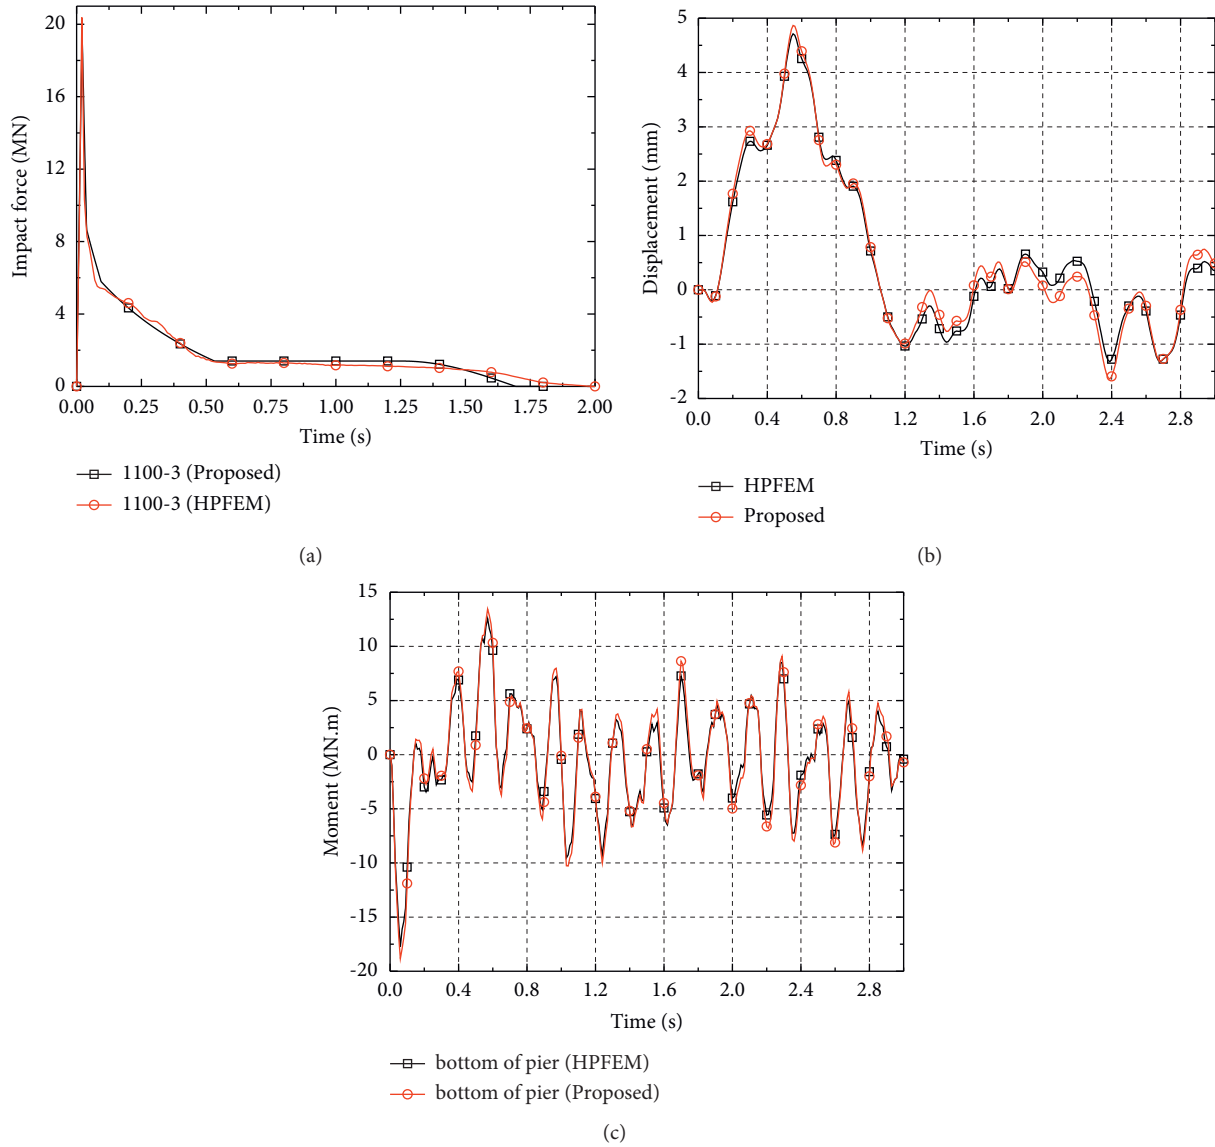 20
16
12
8
4
0
Impact force (MN)
0.00 0.25 0.50 0.75 1.00 1.25 1.50 1.75 2.00
Time (s)
1100-3 (Proposed)
1100-3 (HPFEM)
(a)
5
4
3
2
1
0
-1
-2
Displacement (mm)
0.0 0.4 0.8 1.2 1.6 2.0 2.4 2.8
Time (s)
HPFEM
Proposed
(b)
15
10
5
0
-5
-10
-15
-20
Moment (MN.m)
0.0 0.4 0.8 1.2 1.6 2.0 2.4 2.8
Time (s)
bottom of pier (HPFEM)
bottom of pier (Proposed)
(c)